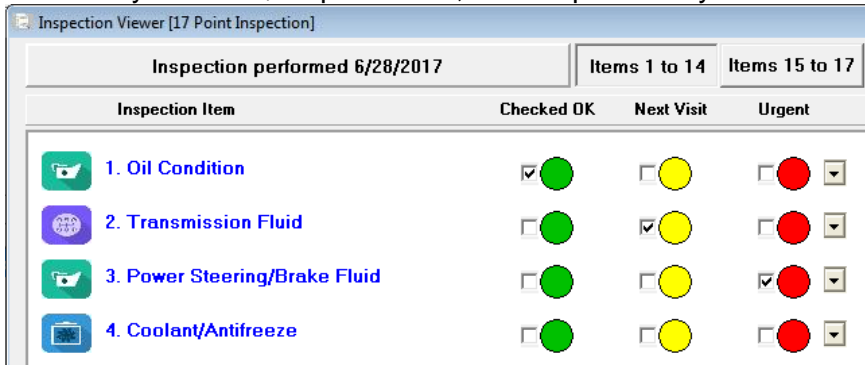 Inspection Viewer [17 Point Inspection]
Inspection performed 6/28/2017 Items 1 to 14 Items 15 to 17
Inspection Item Checked OK Next Visit Urgent
1. Oil Condition
2. Transmission Fluid
3. Power Steering/Brake Fluid
4. Coolant/Antifreeze